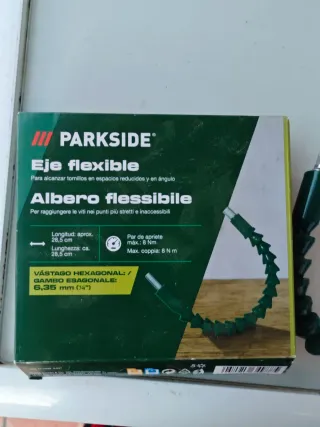 /// PARKSIDE®
Eje flexible
Para alcanzar tornillos en espacios reducidos y en ángulo
Albero flessibile
Per raggiungere le viti nei punti più stretti e inaccessibili
Longitud: aprox.
28,5 cm
Lunghezza: ca.
28,5 cm
Par de apriete
máx.: 8 Nm
Max. coppia: 8 N m
VÁSTAGO HEXAGONAL: /
GAMBO ESAGONALE:
6,35 mm (¼")